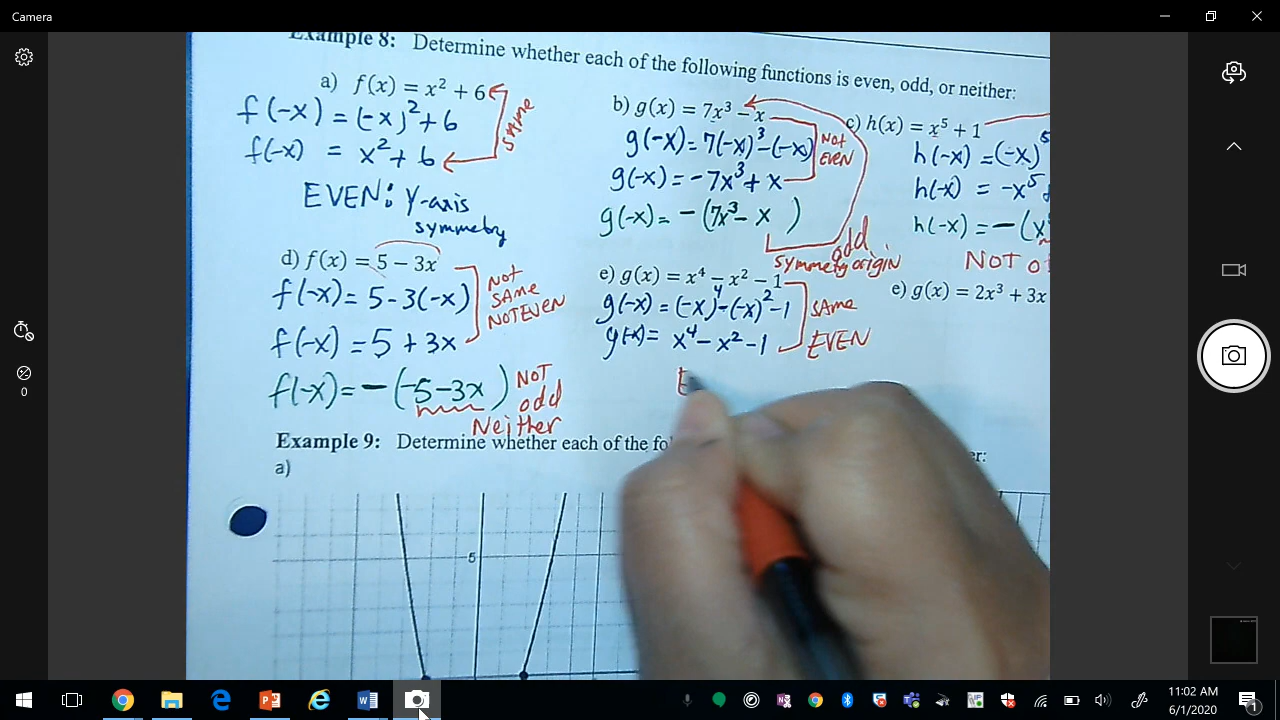 Camera
Example 8: Determine whether each of the following functions is even, odd, or neither:
a) f(x) = x² + 6
f(-x) = (-x)² + 6
f(-x) = x² + 6
SAME
EVEN: Y-axis
symmetry
b) g(x) = 7x³ − x
g(-x) = 7(-x)³ - (-x)
g(-x) = -7x³ + x
Not
EVEN
g(-x) = - (7x³ - x )
odd
symmetry origin
c) h(x) = x⁵ + 1
h(-x) = (-x)⁵
h(-x) = -x⁵
h(-x) = - (x⁵
NOT
d) f(x) = 5 − 3x
f(-x) = 5 - 3(-x)
f(-x) = 5 + 3x
Not
SAME
NOT EVEN
f(-x) = - (-5 - 3x )
NOT
odd
Neither
e) g(x) = x⁴ − x² − 1
g(-x) = (-x)⁴ - (-x)² - 1
g(-x) = x⁴ - x² - 1
SAME
EVEN
e) g(x) = 2x³ + 3x
Example 9: Determine whether each of the
a)
5
0
11:02 AM
6/1/2020
1